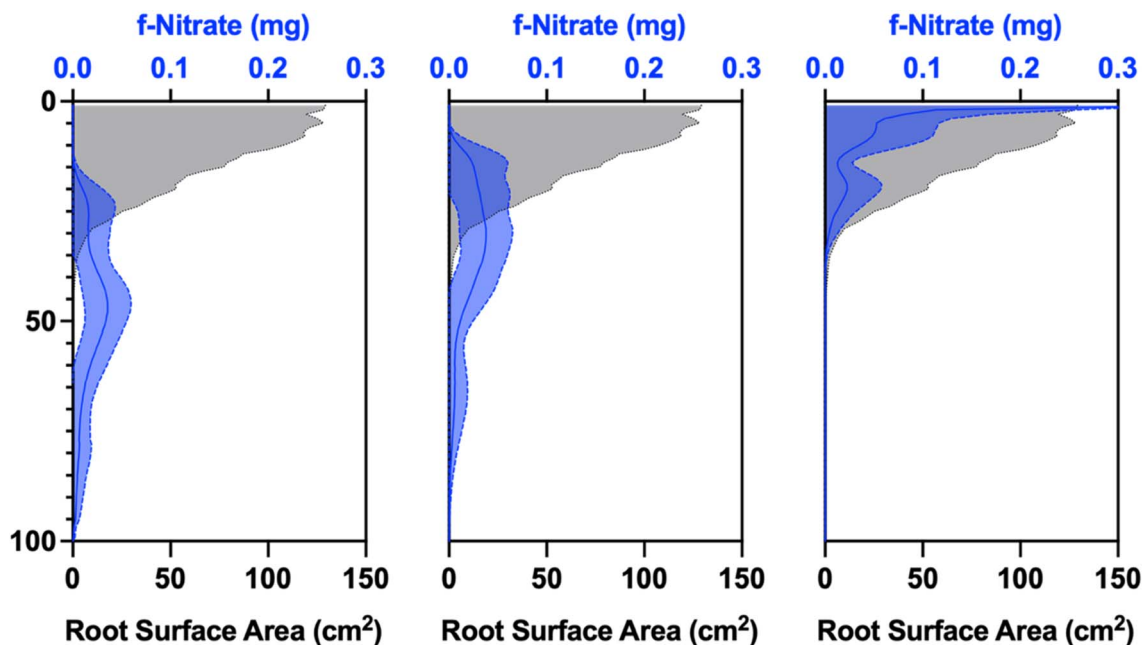 f-Nitrate (mg) f-Nitrate (mg) f-Nitrate (mg)
0.0 0.1 0.2 0.3 0.0 0.1 0.2 0.3 0.0 0.1 0.2 0.3
0
50
100
0 50 100 150 0 50 100 150 0 50 100 150
Root Surface Area (cm²) Root Surface Area (cm²) Root Surface Area (cm²)